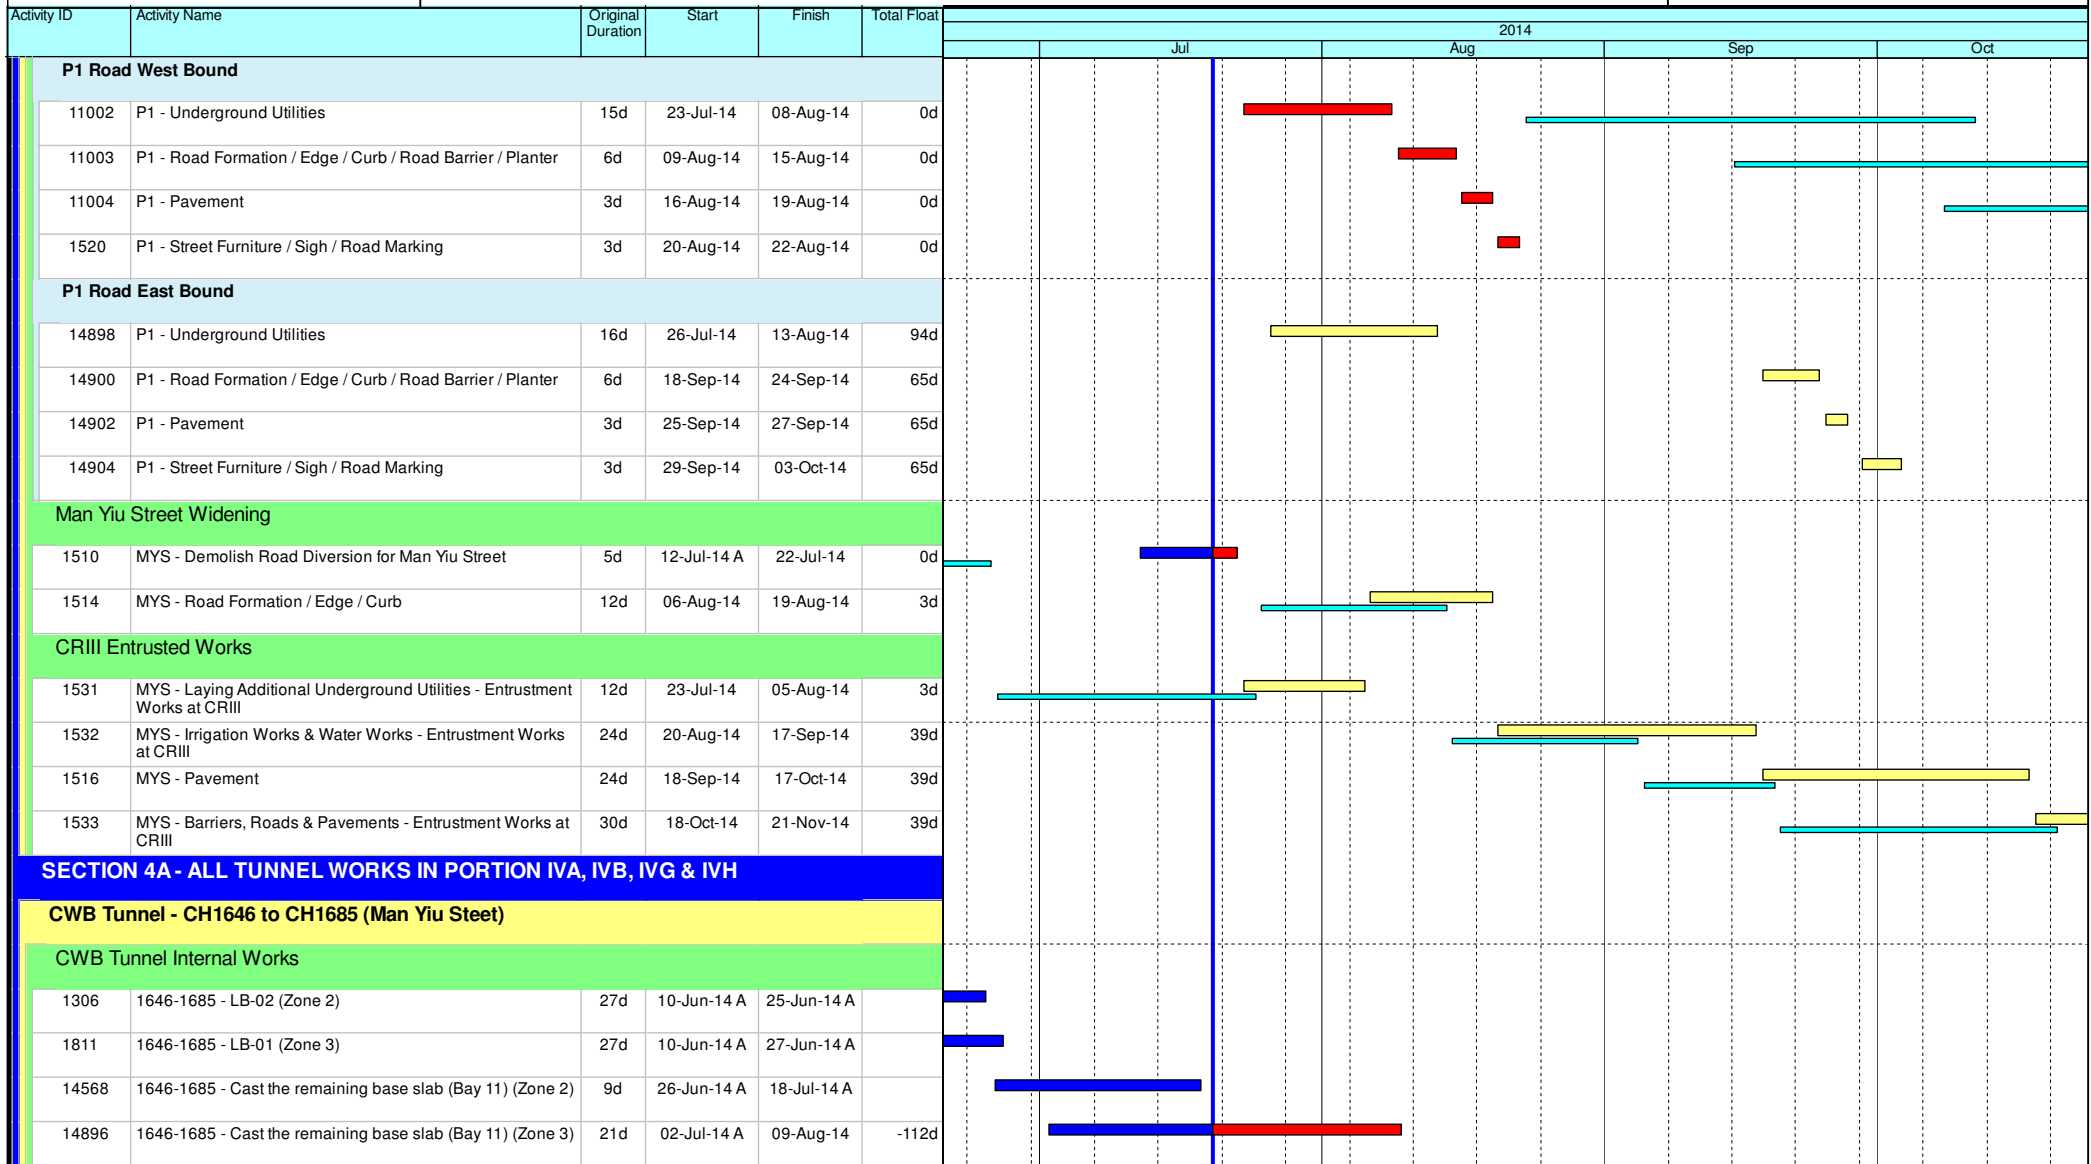 Activity ID Activity Name Original Duration Start Finish Total Float
2014
Jul Aug Sep Oct
P1 Road West Bound
11002 P1 - Underground Utilities 15d 23-Jul-14 08-Aug-14 0d
11003 P1 - Road Formation / Edge / Curb / Road Barrier / Planter 6d 09-Aug-14 15-Aug-14 0d
11004 P1 - Pavement 3d 16-Aug-14 19-Aug-14 0d
1520 P1 - Street Furniture / Sigh / Road Marking 3d 20-Aug-14 22-Aug-14 0d
P1 Road East Bound
14898 P1 - Underground Utilities 16d 26-Jul-14 13-Aug-14 94d
14900 P1 - Road Formation / Edge / Curb / Road Barrier / Planter 6d 18-Sep-14 24-Sep-14 65d
14902 P1 - Pavement 3d 25-Sep-14 27-Sep-14 65d
14904 P1 - Street Furniture / Sigh / Road Marking 3d 29-Sep-14 03-Oct-14 65d
Man Yiu Street Widening
1510 MYS - Demolish Road Diversion for Man Yiu Street 5d 12-Jul-14 A 22-Jul-14 0d
1514 MYS - Road Formation / Edge / Curb 12d 06-Aug-14 19-Aug-14 3d
CRIII Entrusted Works
1531 MYS - Laying Additional Underground Utilities - Entrustment 12d 23-Jul-14 05-Aug-14 3d
Works at CRIII
1532 MYS - Irrigation Works & Water Works - Entrustment Works 24d 20-Aug-14 17-Sep-14 39d
at CRIII
1516 MYS - Pavement 24d 18-Sep-14 17-Oct-14 39d
1533 MYS - Barriers, Roads & Pavements - Entrustment Works at 30d 18-Oct-14 21-Nov-14 39d
CRIII
SECTION 4A - ALL TUNNEL WORKS IN PORTION IVA, IVB, IVG & IVH
CWB Tunnel - CH1646 to CH1685 (Man Yiu Steet)
CWB Tunnel Internal Works
1306 1646-1685 - LB-02 (Zone 2) 27d 10-Jun-14 A 25-Jun-14 A
1811 1646-1685 - LB-01 (Zone 3) 27d 10-Jun-14 A 27-Jun-14 A
14568 1646-1685 - Cast the remaining base slab (Bay 11) (Zone 2) 9d 26-Jun-14 A 18-Jul-14 A
14896 1646-1685 - Cast the remaining base slab (Bay 11) (Zone 3) 21d 02-Jul-14 A 09-Aug-14 -112d